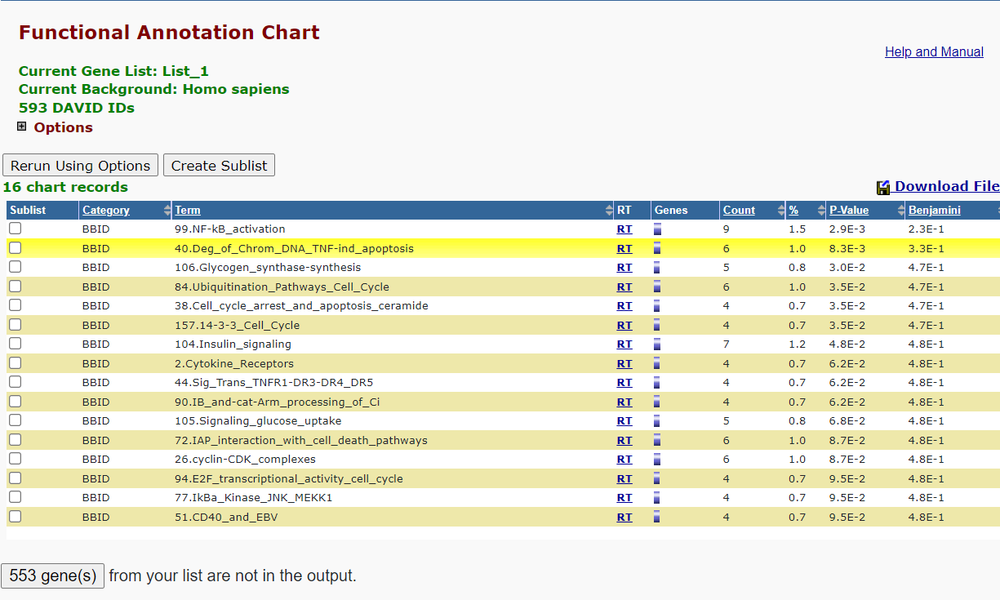 Functional Annotation Chart
Help and Manual
Current Gene List: List_1
Current Background: Homo sapiens
593 DAVID IDs
Options
Rerun Using Options Create Sublist
16 chart records
Download File
Sublist Category Term RT Genes Count % P-Value Benjamini
BBID 99.NF-kB_activation RT 9 1.5 2.9E-3 2.3E-1
BBID 40.Deg_of_Chrom_DNA_TNF-ind_apoptosis RT 6 1.0 8.3E-3 3.3E-1
BBID 106.Glycogen_synthase-synthesis RT 5 0.8 3.0E-2 4.7E-1
BBID 84.Ubiquitination_Pathways_Cell_Cycle RT 6 1.0 3.5E-2 4.7E-1
BBID 38.Cell_cycle_arrest_and_apoptosis_ceramide RT 4 0.7 3.5E-2 4.7E-1
BBID 157.14-3-3_Cell_Cycle RT 4 0.7 3.5E-2 4.7E-1
BBID 104.Insulin_signaling RT 7 1.2 4.8E-2 4.8E-1
BBID 2.Cytokine_Receptors RT 4 0.7 6.2E-2 4.8E-1
BBID 44.Sig_Trans_TNFR1-DR3-DR4_DR5 RT 4 0.7 6.2E-2 4.8E-1
BBID 90.IB_and-cat-Arm_processing_of_Ci RT 4 0.7 6.2E-2 4.8E-1
BBID 105.Signaling_glucose_uptake RT 5 0.8 6.8E-2 4.8E-1
BBID 72.IAP_interaction_with_cell_death_pathways RT 6 1.0 8.7E-2 4.8E-1
BBID 26.cyclin-CDK_complexes RT 6 1.0 8.7E-2 4.8E-1
BBID 94.E2F_transcriptional_activity_cell_cycle RT 4 0.7 9.5E-2 4.8E-1
BBID 77.IkBa_Kinase_JNK_MEKK1 RT 4 0.7 9.5E-2 4.8E-1
BBID 51.CD40_and_EBV RT 4 0.7 9.5E-2 4.8E-1
553 gene(s) from your list are not in the output.